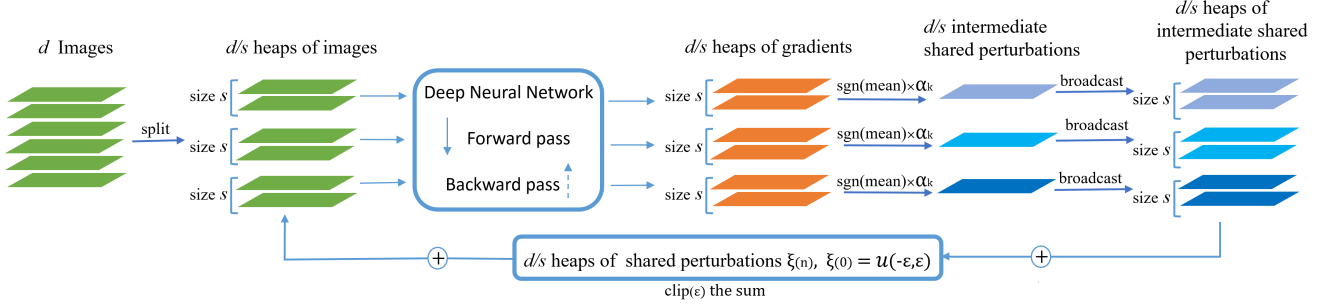 d Images
split
d/s heaps of images
size s
size s
size s
Deep Neural Network
Forward pass
Backward pass
d/s heaps of gradients
size s
size s
size s
sgn(mean)×αk
sgn(mean)×αk
sgn(mean)×αk
d/s intermediate
shared perturbations
broadcast
broadcast
broadcast
d/s heaps of
intermediate shared
perturbations
size s
size s
size s
+
d/s heaps of shared perturbations ξ(n), ξ(0) = u(-ε,ε)
+
clip(ε) the sum